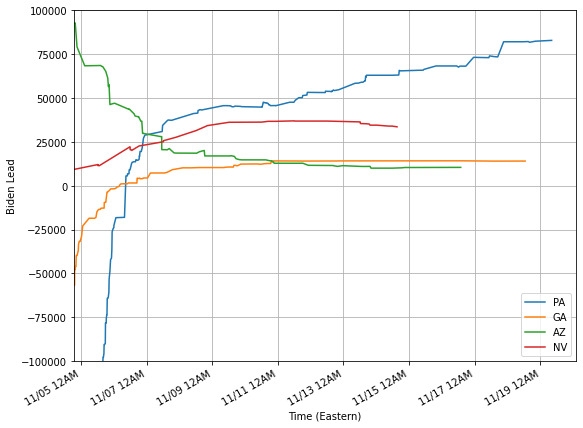 100000
75000
50000
25000
0
−25000
−50000
−75000
−100000
Biden Lead
11/05 12AM
11/07 12AM
11/09 12AM
11/11 12AM
11/13 12AM
11/15 12AM
11/17 12AM
11/19 12AM
Time (Eastern)
PA
GA
AZ
NV